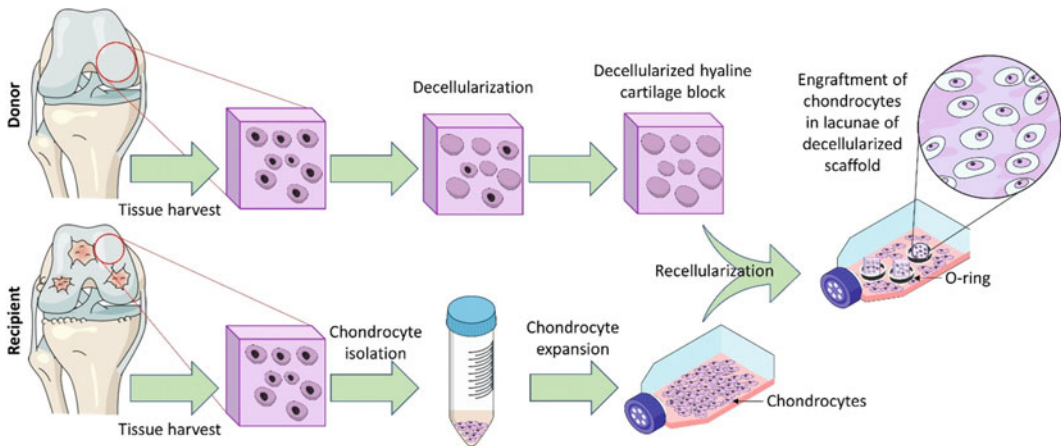 Donor
Tissue harvest
Decellularization
Decellularized hyaline
cartilage block
Engraftment of
chondrocytes
in lacunae of
decellularized
scaffold
Recellularization
O-ring
Recipient
Tissue harvest
Chondrocyte
isolation
Chondrocyte
expansion
Chondrocytes